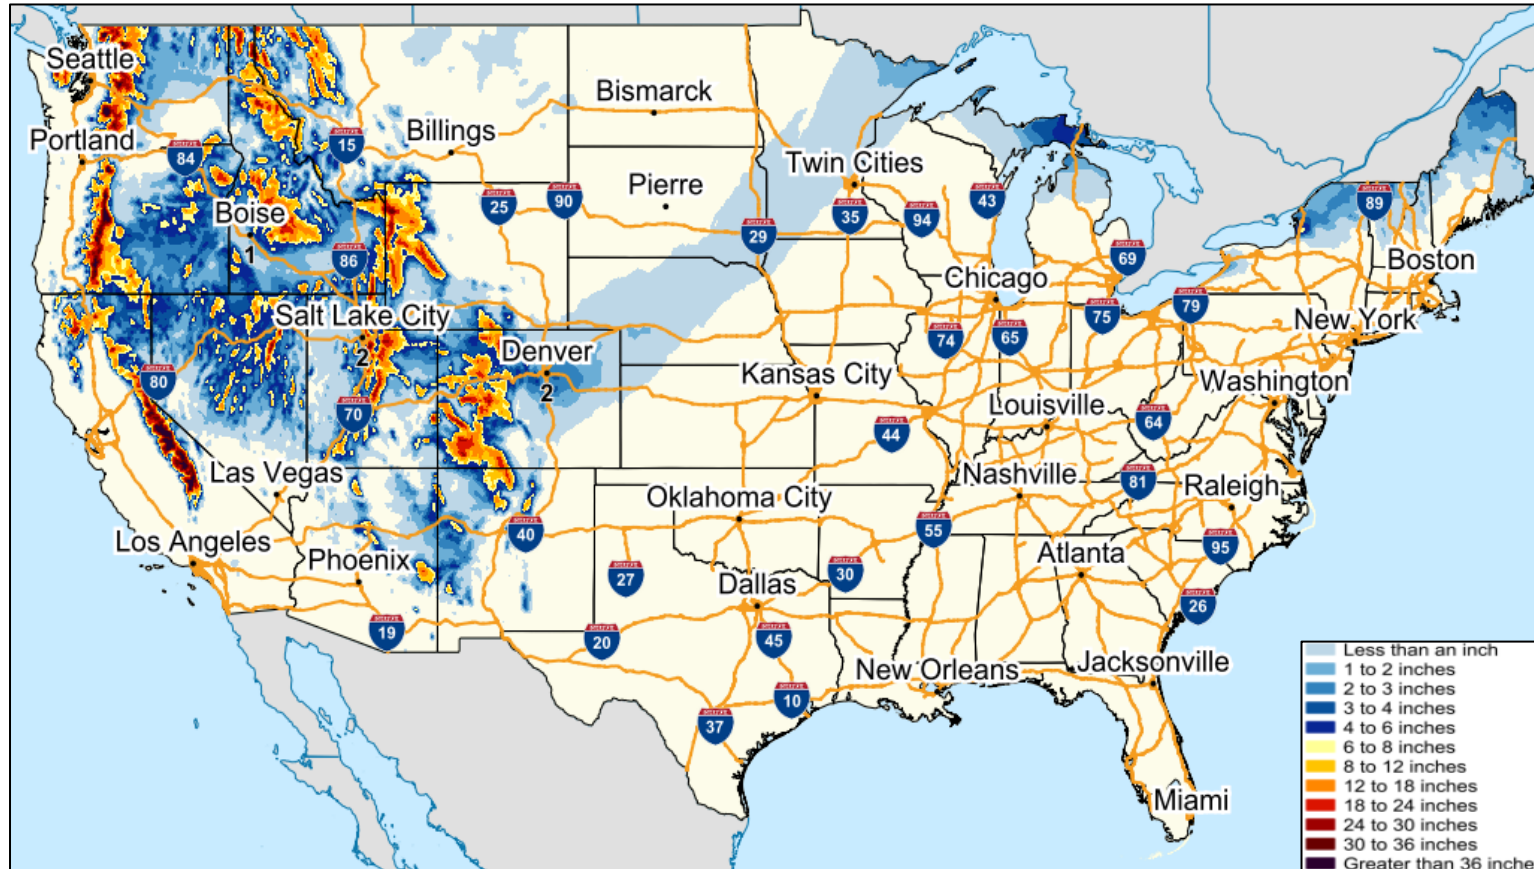 Seattle
Bismarck
Portland
Billings
15
84
Twin Cities
Pierre
25
90
43
Boise
35
94
89
1
29
86
69
Boston
Chicago
Salt Lake City
79
75
New York
74
65
Denver
2
80
Kansas City
Washington
2
70
Louisville
64
44
Las Vegas
Nashville
81
Raleigh
Oklahoma City
40
55
Los Angeles
95
Phoenix
Atlanta
27
30
Dallas
26
19
20
45
New Orleans
Jacksonville
10
37
Miami
Less than an inch
1 to 2 inches
2 to 3 inches
3 to 4 inches
4 to 6 inches
6 to 8 inches
8 to 12 inches
12 to 18 inches
18 to 24 inches
24 to 30 inches
30 to 36 inches
Greater than 36 inche